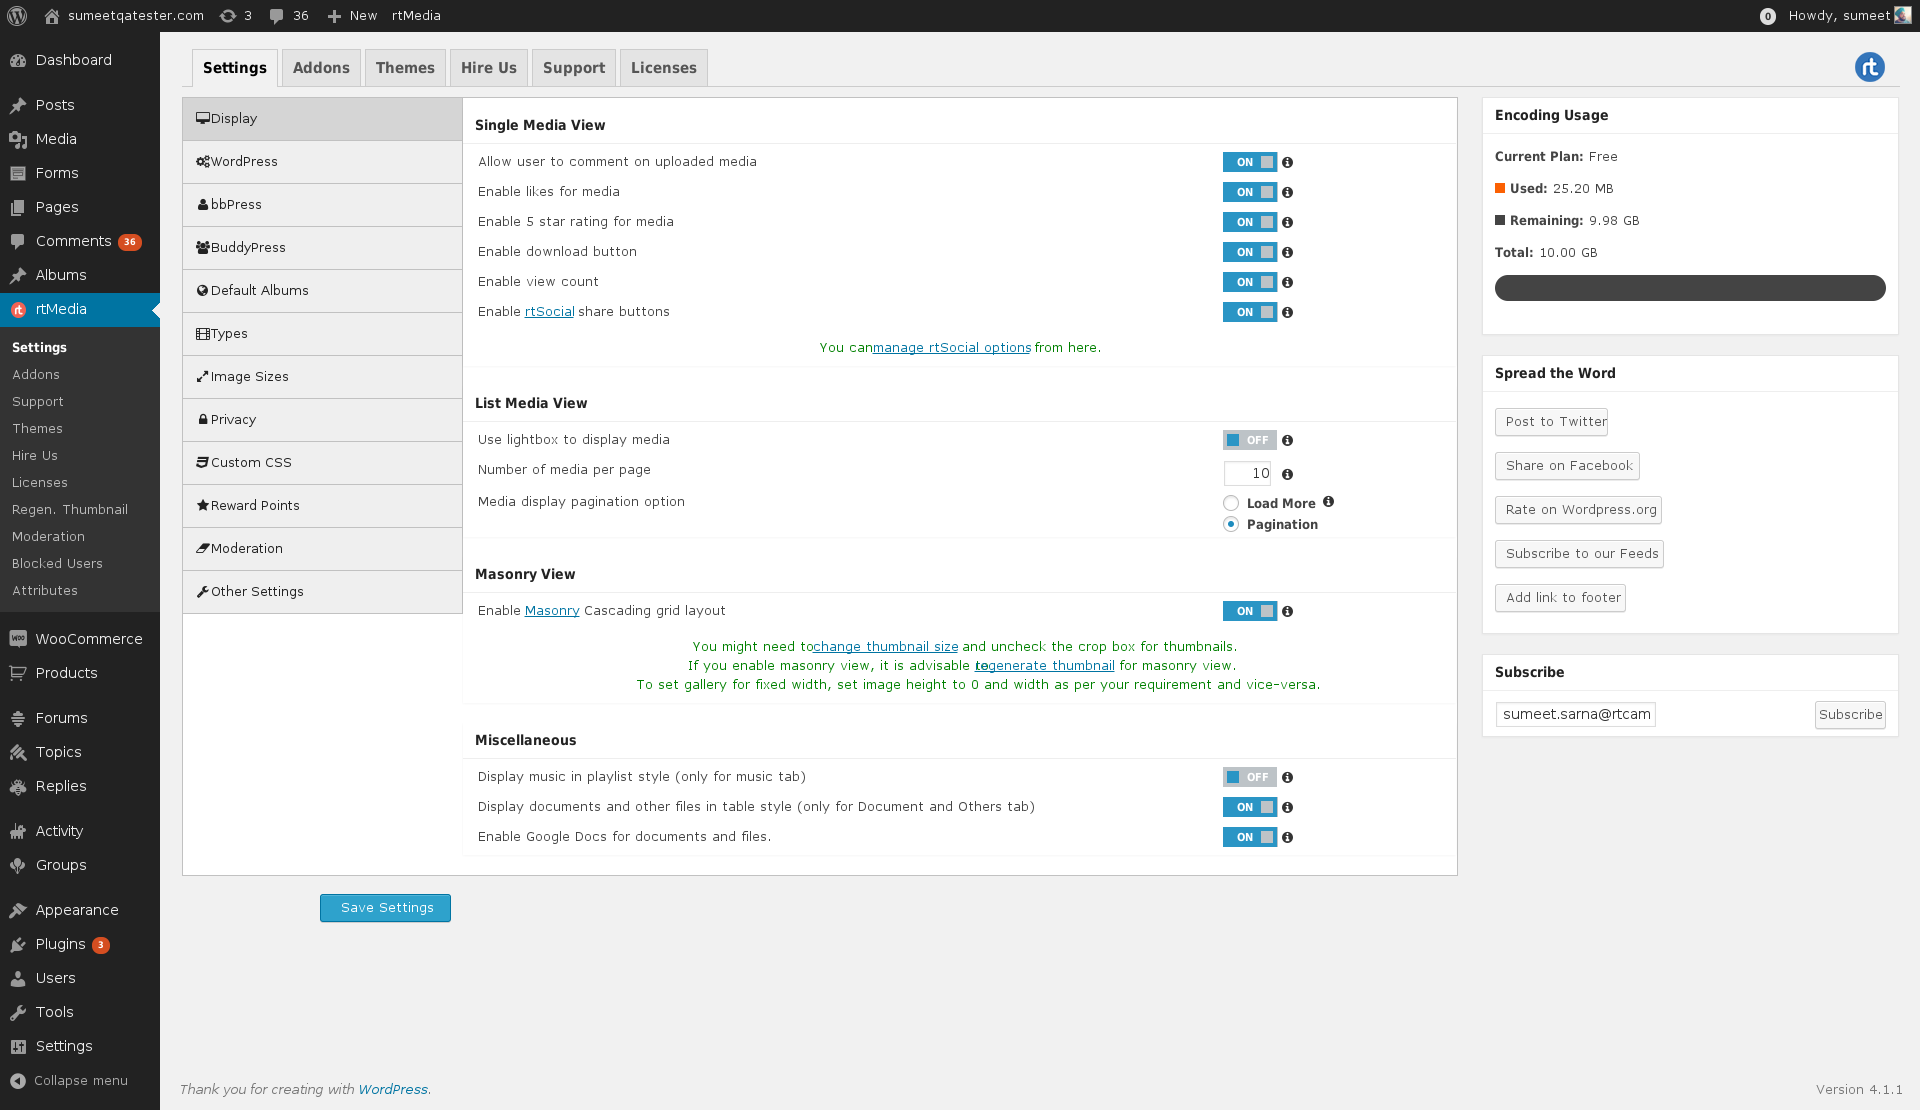 sumeetqatester.com 3 36 New rtMedia 0 Howdy, sumeet
Dashboard
Posts
Media
Forms
Pages
Comments 36
Albums
rtMedia
Settings
Addons
Support
Themes
Hire Us
Licenses
Regen. Thumbnail
Moderation
Blocked Users
Attributes
WooCommerce
Products
Forums
Topics
Replies
Activity
Groups
Appearance
Plugins 3
Users
Tools
Settings
Collapse menu
Settings Addons Themes Hire Us Support Licenses
rt
Display
WordPress
bbPress
BuddyPress
Default Albums
Types
Image Sizes
Privacy
Custom CSS
Reward Points
Moderation
Other Settings
Single Media View
Allow user to comment on uploaded media ON
Enable likes for media ON
Enable 5 star rating for media ON
Enable download button ON
Enable view count ON
Enable rtSocial share buttons ON
You can manage rtSocial options from here.
List Media View
Use lightbox to display media OFF
Number of media per page 10
Media display pagination option Load More
Pagination
Masonry View
Enable Masonry Cascading grid layout ON
You might need to change thumbnail size and uncheck the crop box for thumbnails.
If you enable masonry view, it is advisable to regenerate thumbnail for masonry view.
To set gallery for fixed width, set image height to 0 and width as per your requirement and vice-versa.
Miscellaneous
Display music in playlist style (only for music tab) OFF
Display documents and other files in table style (only for Document and Others tab) ON
Enable Google Docs for documents and files. ON
Save Settings
Encoding Usage
Current Plan: Free
Used: 25.20 MB
Remaining: 9.98 GB
Total: 10.00 GB
Spread the Word
Post to Twitter
Share on Facebook
Rate on Wordpress.org
Subscribe to our Feeds
Add link to footer
Subscribe
sumeet.sarna@rtcam Subscribe
Thank you for creating with WordPress. Version 4.1.1